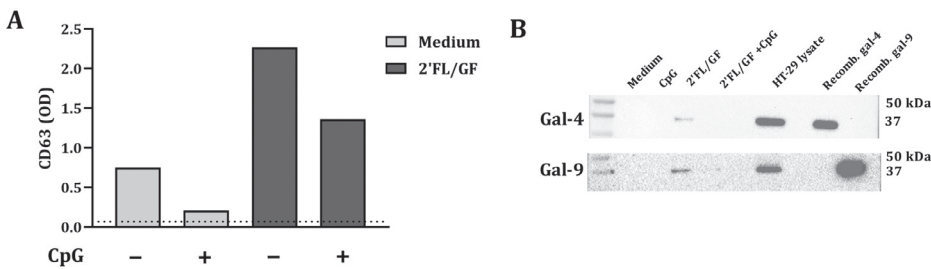 A
CD63 (OD)
2.5
2.0
1.5
1.0
0.5
0.0
CpG
− + − +
Medium
2'FL/GF
B
Medium
CpG
2'FL/GF
2'FL/GF +CpG
HT-29 lysate
Recomb. gal-4
Recomb. gal-9
Gal-4
50 kDa
37
Gal-9
50 kDa
37